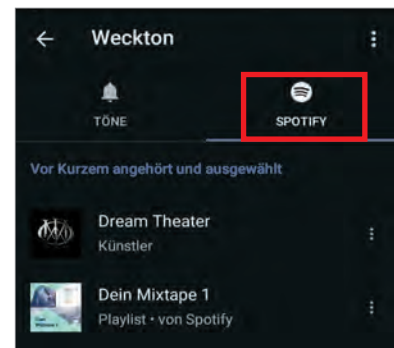 Weckton
TÖNE
SPOTIFY
Vor Kurzem angehört und ausgewählt
Dream Theater
Künstler
Dein Mixtape 1
Playlist • von Spotify